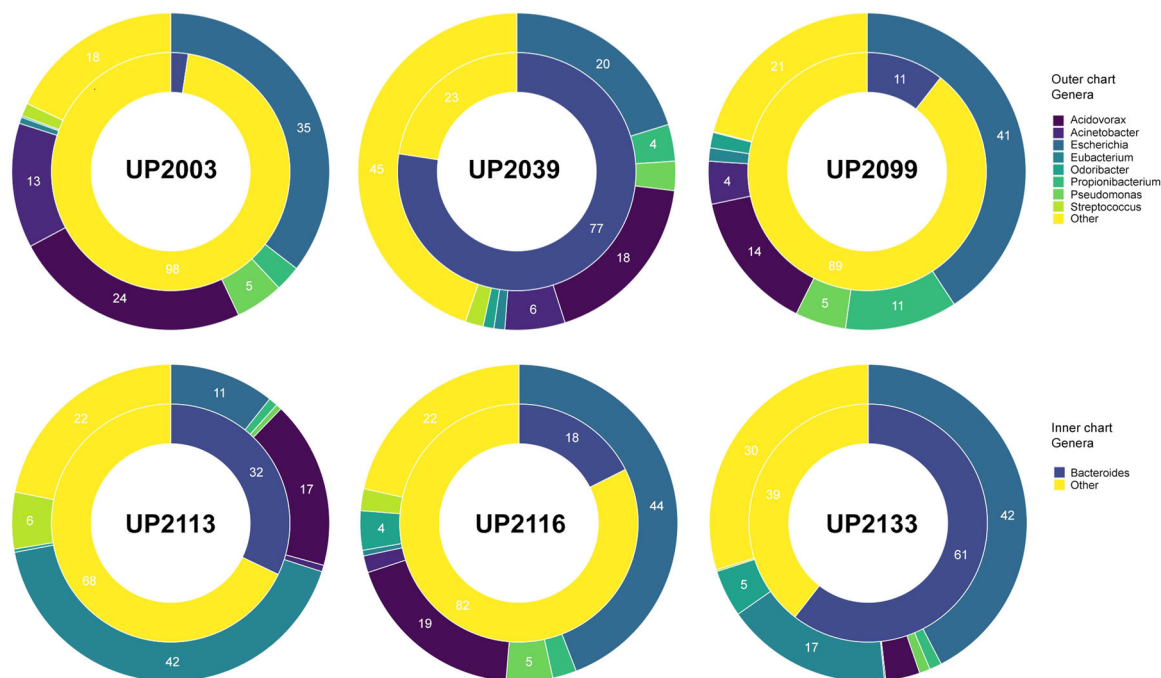 UP2003
35
5
24
13
18
98
UP2039
20
4
18
6
45
23
77
UP2099
41
11
5
14
4
21
11
89
Outer chart
Genera
Acidovorax
Acinetobacter
Escherichia
Eubacterium
Odoribacter
Propionibacterium
Pseudomonas
Streptococcus
Other
UP2113
11
17
42
6
22
32
68
UP2116
44
5
19
4
22
18
82
UP2133
42
17
5
30
61
39
Inner chart
Genera
Bacteroides
Other